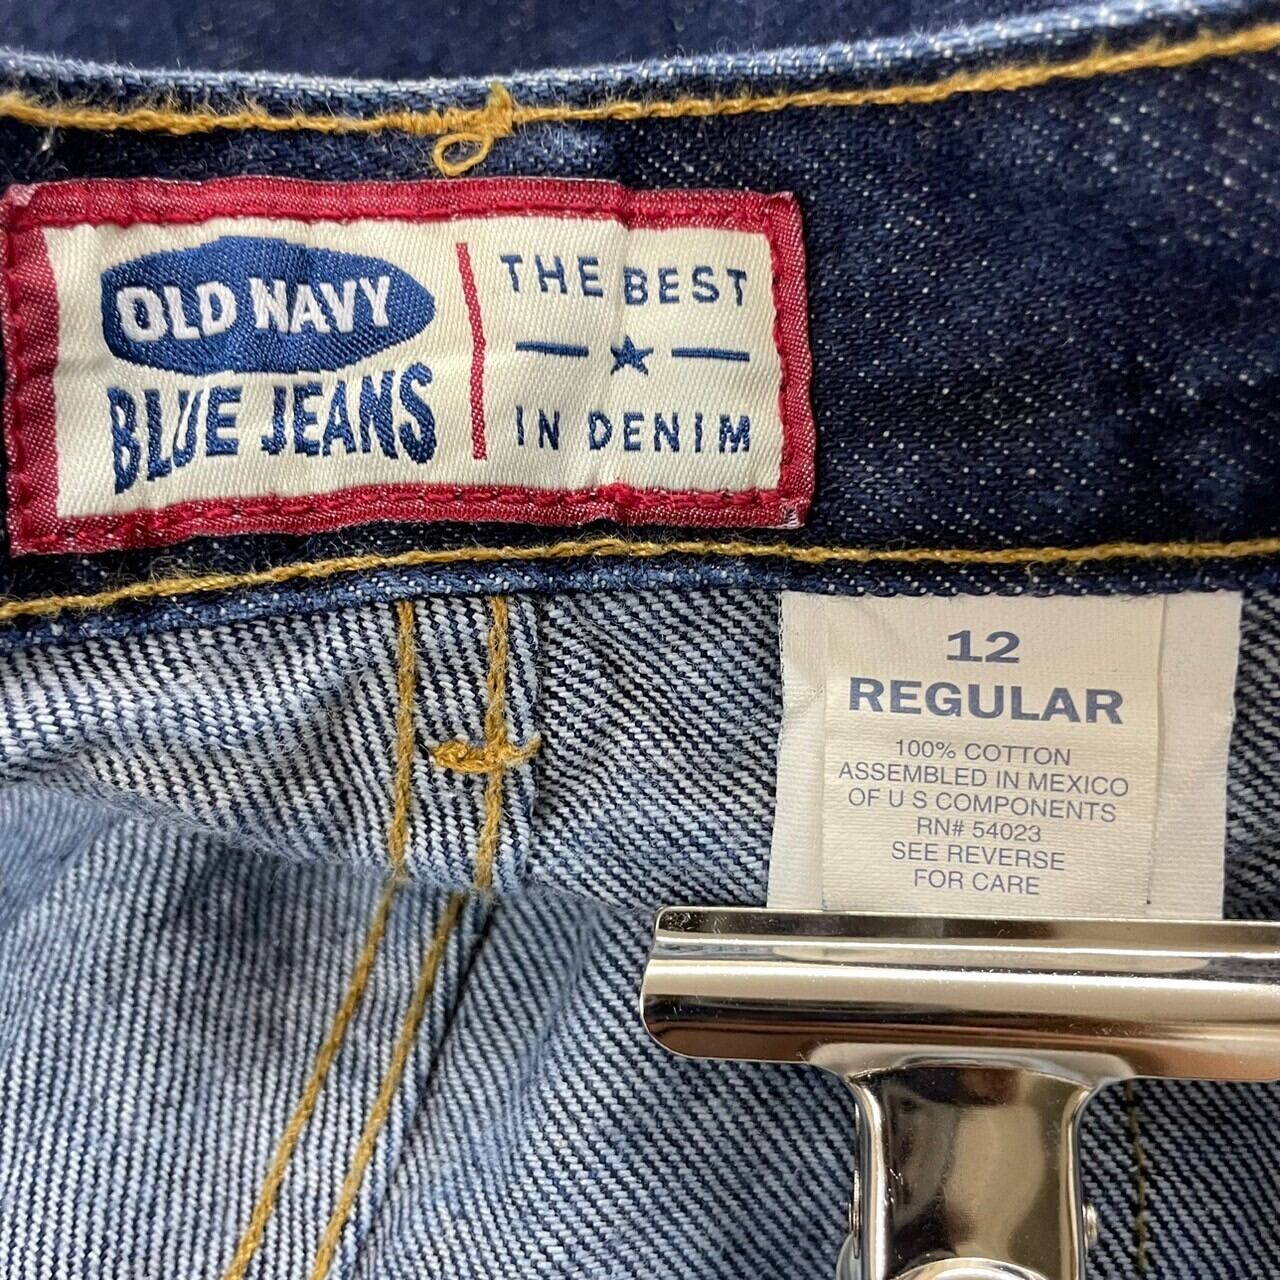 OLD NAVY
BLUE JEANS
THE BEST
IN DENIM
12
REGULAR
100% COTTON
ASSEMBLED IN MEXICO
OF U S COMPONENTS
RN# 54023
SEE REVERSE
FOR CARE